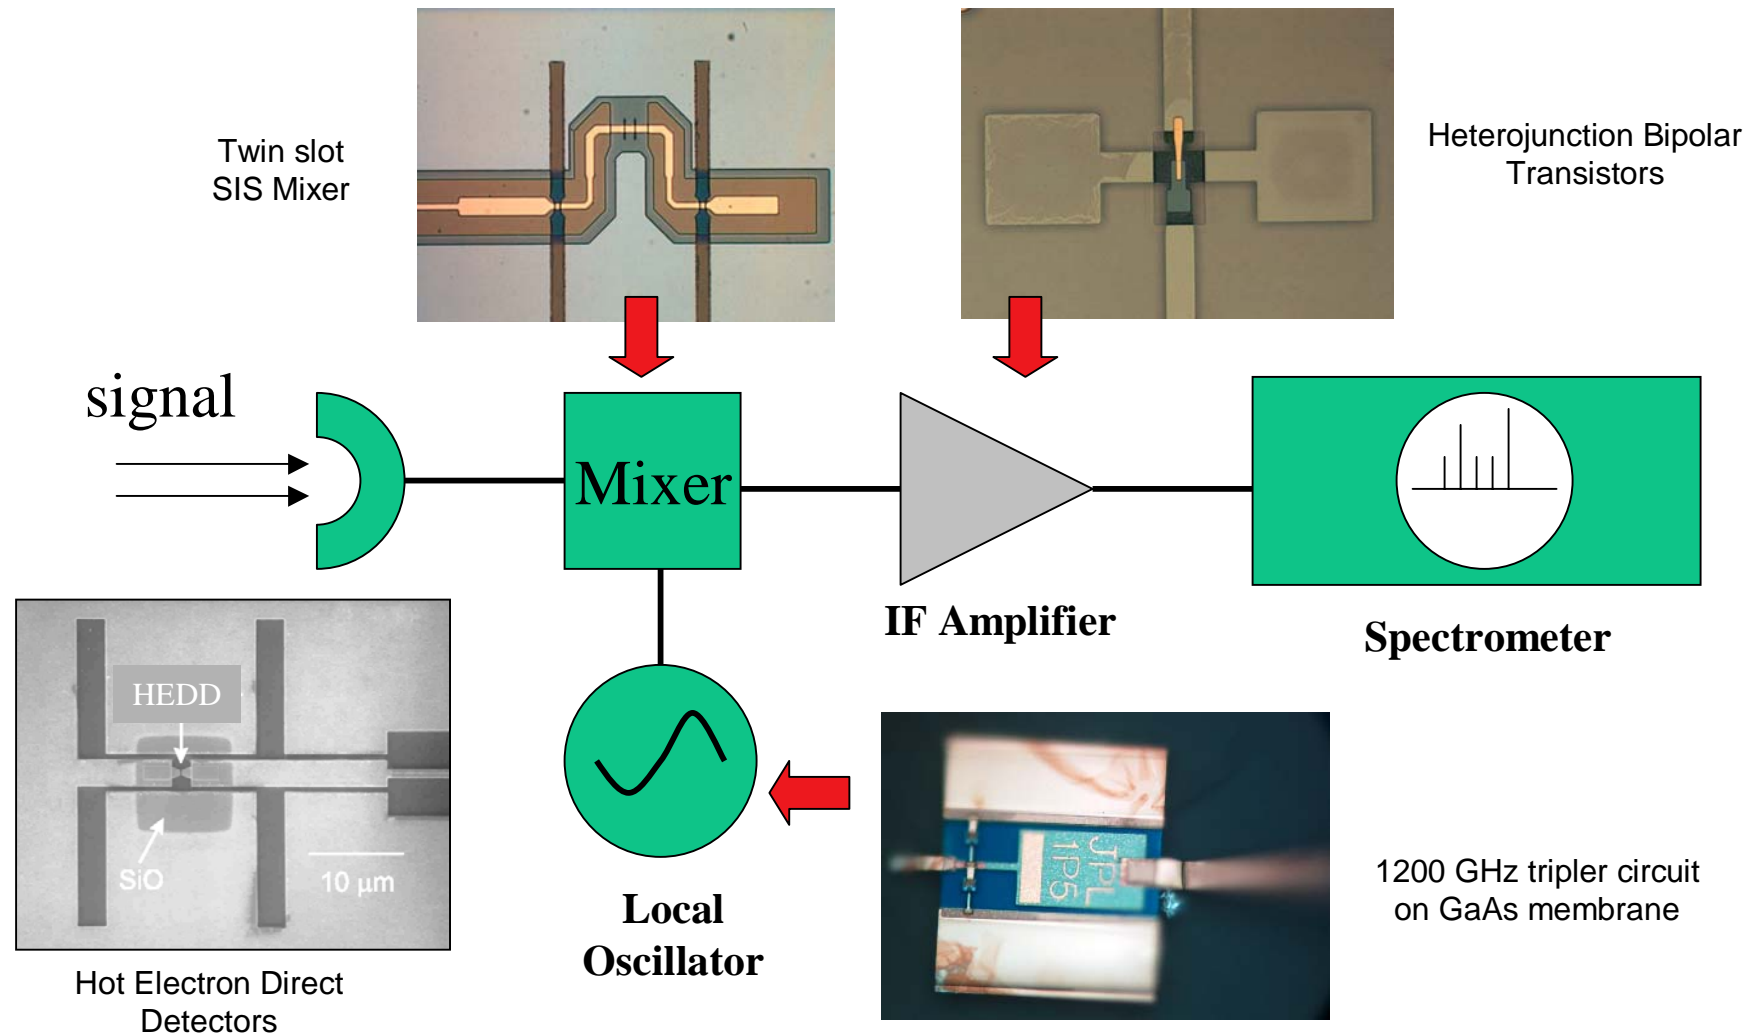 Twin slot
SIS Mixer
Heterojunction Bipolar
Transistors
signal
Mixer
IF Amplifier
Spectrometer
HEDD
SiO
10 μm
Local
Oscillator
JPL
1P5
1200 GHz tripler circuit
on GaAs membrane
Hot Electron Direct
Detectors